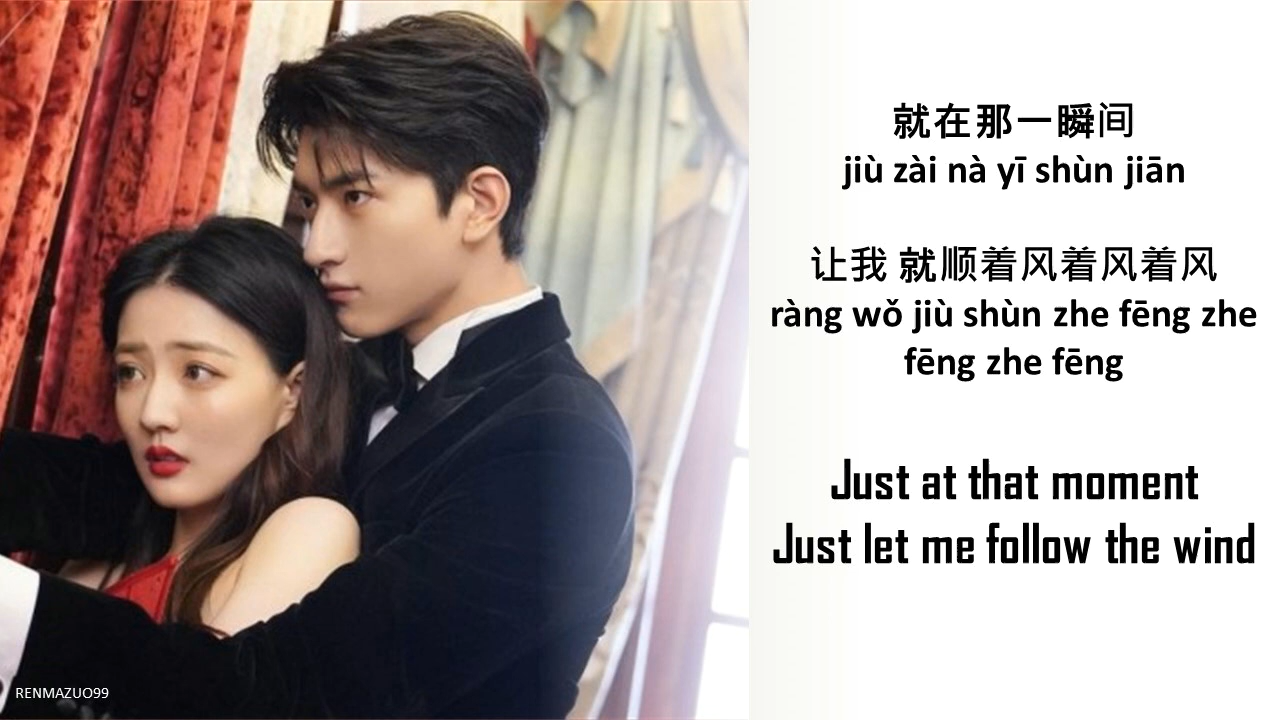 就在那一瞬间
jiù zài nà yī shùn jiān
让我 就顺着风着风着风
ràng wǒ jiù shùn zhe fēng zhe
fēng zhe fēng
Just at that moment
Just let me follow the wind
RENMAZUO99